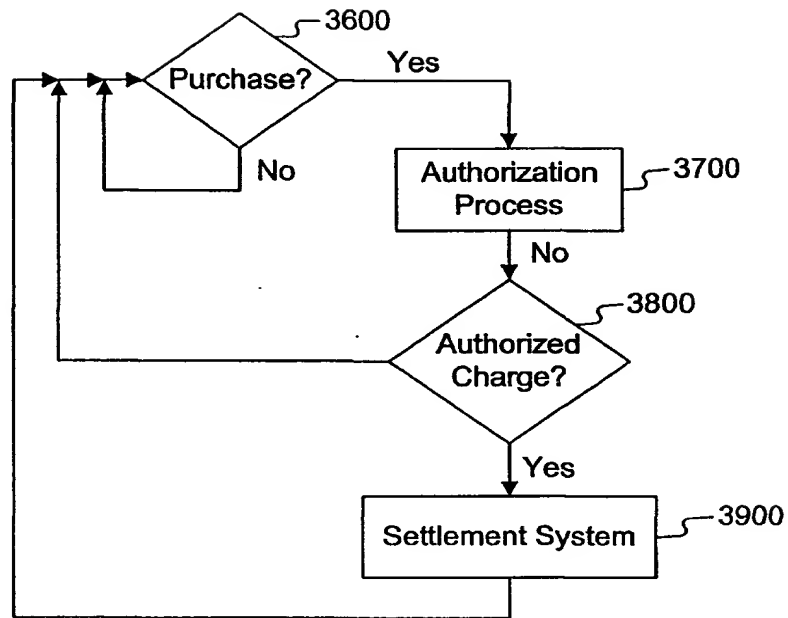 3600
Purchase?
Yes
No
Authorization
Process
3700
No
3800
Authorized
Charge?
Yes
Settlement System
3900